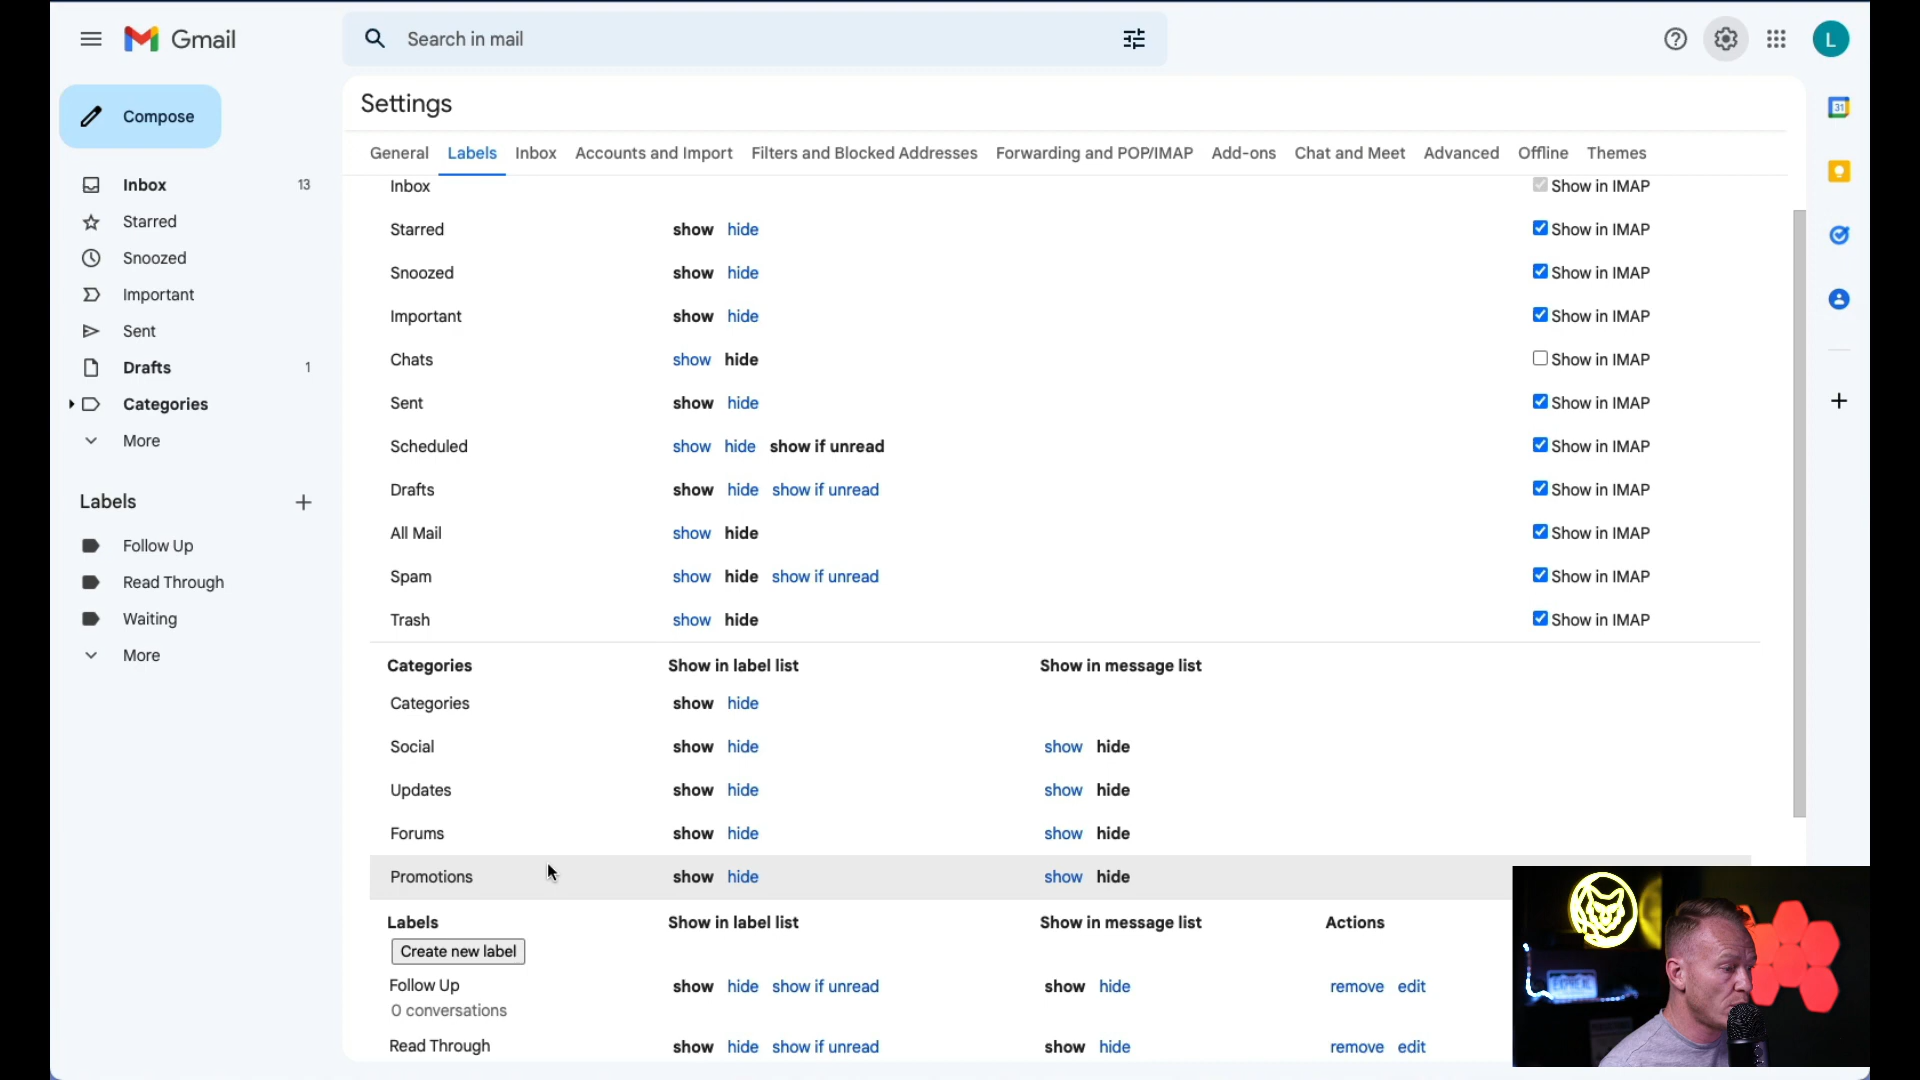 Gmail
Search in mail
L
Compose
Inbox 13
Starred
Snoozed
Important
Sent
Drafts 1
Categories
More
Labels
Follow Up
Read Through
Waiting
More
Settings
General Labels Inbox Accounts and Import Filters and Blocked Addresses Forwarding and POP/IMAP Add-ons Chat and Meet Advanced Offline Themes
Inbox Show in IMAP
Starred show hide Show in IMAP
Snoozed show hide Show in IMAP
Important show hide Show in IMAP
Chats show hide Show in IMAP
Sent show hide Show in IMAP
Scheduled show hide show if unread Show in IMAP
Drafts show hide show if unread Show in IMAP
All Mail show hide Show in IMAP
Spam show hide show if unread Show in IMAP
Trash show hide Show in IMAP
Categories Show in label list Show in message list
Categories show hide
Social show hide show hide
Updates show hide show hide
Forums show hide show hide
Promotions show hide show hide
Labels Show in label list Show in message list Actions
Create new label
Follow Up show hide show if unread show hide remove edit
0 conversations
Read Through show hide show if unread show hide remove edit
31